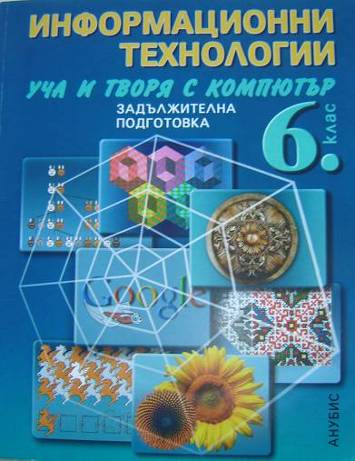 ИНФОРМАЦИОННИ
ТЕХНОЛОГИИ
УЧА И ТВОРЯ С КОМПЮТЪР
ЗАДЪЛЖИТЕЛНА
ПОДГОТОВКА
6. клас
Google
АНУБИС